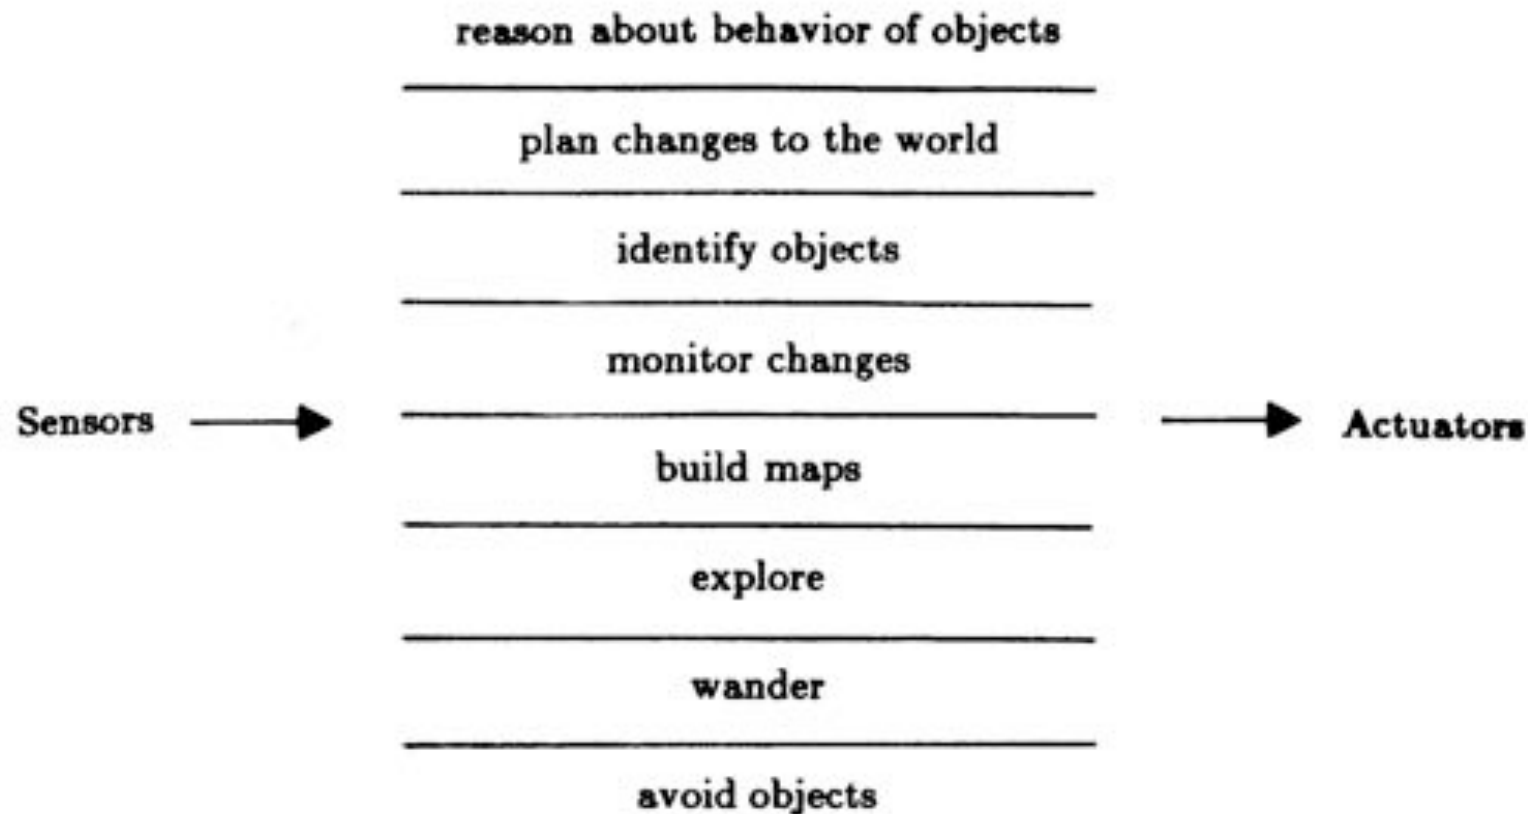 reason about behavior of objects
plan changes to the world
identify objects
monitor changes
Sensors
Actuators
build maps
explore
wander
avoid objects